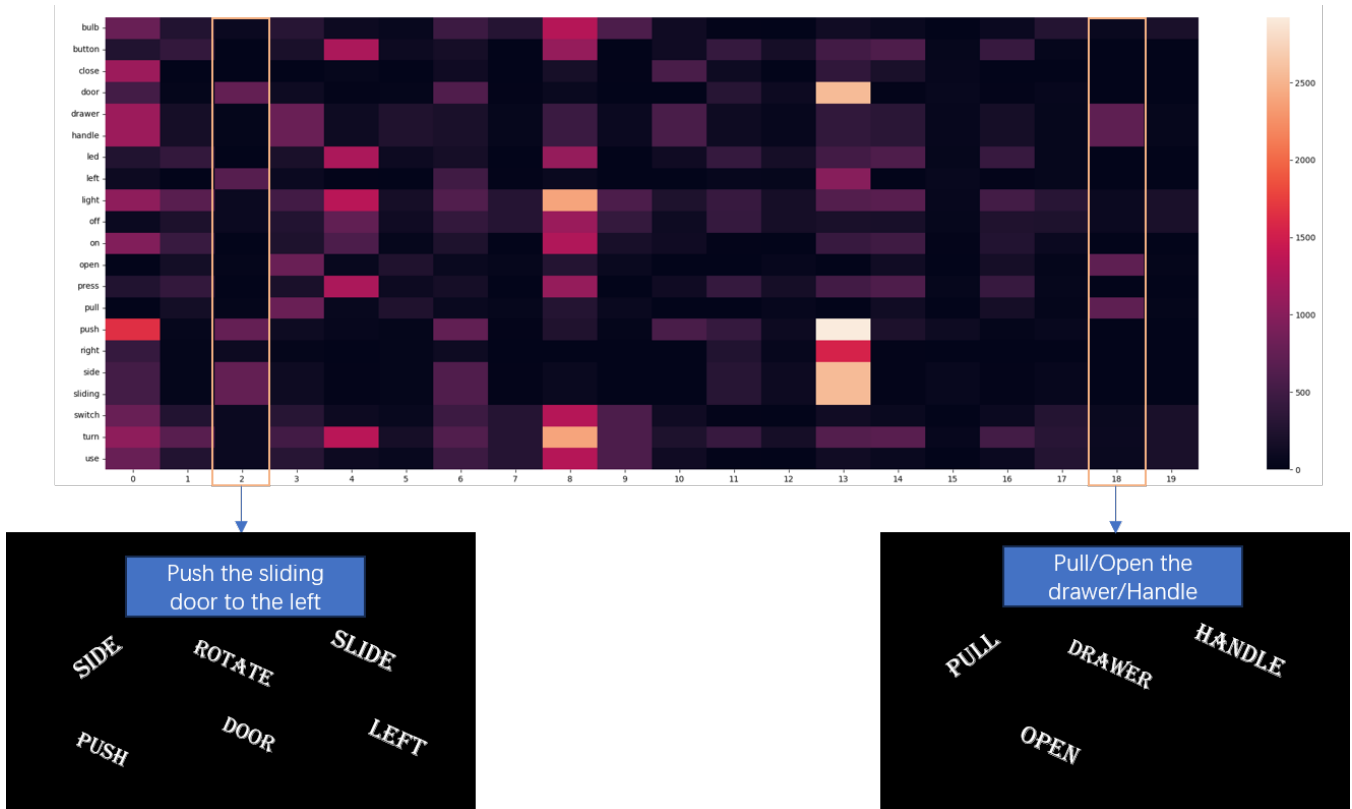 bulb
button
close
door
drawer
handle
led
left
light
off
on
open
press
pull
push
right
side
sliding
switch
turn
use
0 1 2 3 4 5 6 7 8 9 10 11 12 13 14 15 16 17 18 19
2500
2000
1500
1000
500
0
Push the sliding
door to the left
SIDE ROTATE SLIDE
PUSH DOOR LEFT
Pull/Open the
drawer/Handle
PULL DRAWER HANDLE
OPEN